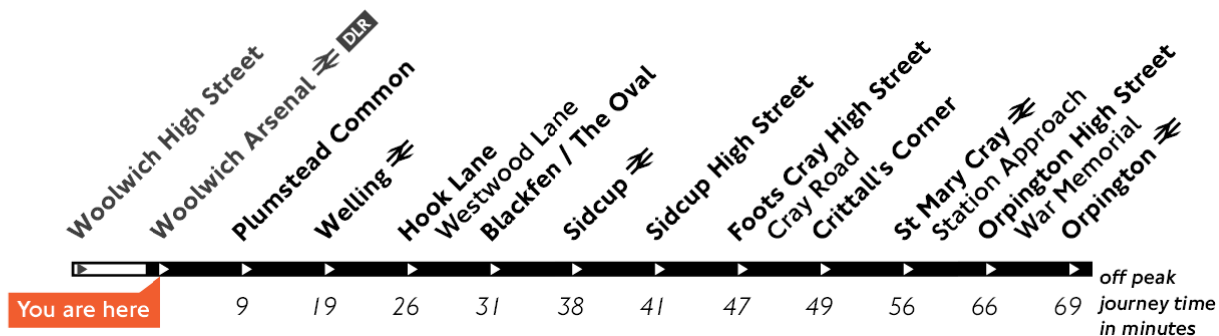 Woolwich High Street
Woolwich Arsenal DLR
Plumstead Common
Welling
Hook Lane
Westwood Lane
Blackfen / The Oval
Sidcup
Sidcup High Street
Foots Cray High Street
Cray Road
Crittall's Corner
St Mary Cray
Station Approach
Orpington High Street
War Memorial
Orpington
You are here
9 19 26 31 38 41 47 49 56 66 69
off peak
journey time
in minutes